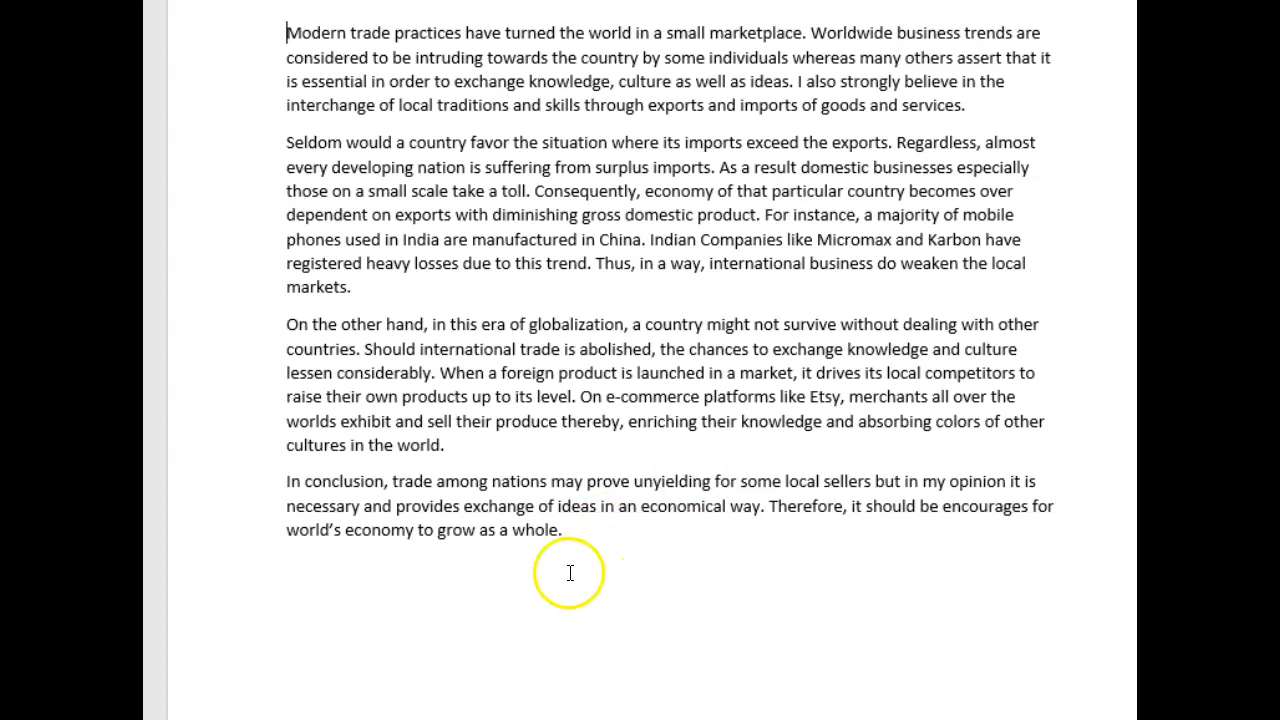 Modern trade practices have turned the world in a small marketplace. Worldwide business trends are
considered to be intruding towards the country by some individuals whereas many others assert that it
is essential in order to exchange knowledge, culture as well as ideas. I also strongly believe in the
interchange of local traditions and skills through exports and imports of goods and services.
Seldom would a country favor the situation where its imports exceed the exports. Regardless, almost
every developing nation is suffering from surplus imports. As a result domestic businesses especially
those on a small scale take a toll. Consequently, economy of that particular country becomes over
dependent on exports with diminishing gross domestic product. For instance, a majority of mobile
phones used in India are manufactured in China. Indian Companies like Micromax and Karbon have
registered heavy losses due to this trend. Thus, in a way, international business do weaken the local
markets.
On the other hand, in this era of globalization, a country might not survive without dealing with other
countries. Should international trade is abolished, the chances to exchange knowledge and culture
lessen considerably. When a foreign product is launched in a market, it drives its local competitors to
raise their own products up to its level. On e-commerce platforms like Etsy, merchants all over the
worlds exhibit and sell their produce thereby, enriching their knowledge and absorbing colors of other
cultures in the world.
In conclusion, trade among nations may prove unyielding for some local sellers but in my opinion it is
necessary and provides exchange of ideas in an economical way. Therefore, it should be encourages for
world’s economy to grow as a whole.